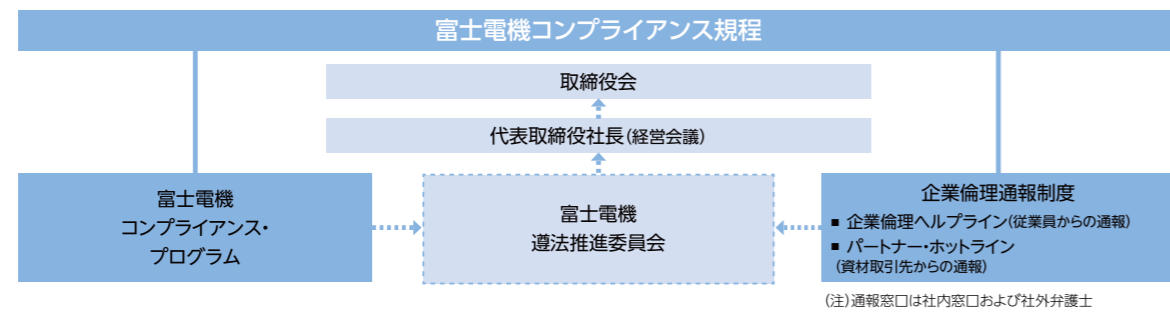 富士電機コンプライアンス規程
取締役会
代表取締役社長(経営会議)
富士電機
コンプライアンス・
プログラム
富士電機
遵法推進委員会
企業倫理通報制度
■ 企業倫理ヘルプライン(従業員からの通報)
■ パートナー・ホットライン
(資材取引先からの通報)
(注)通報窓口は社内窓口および社外弁護士